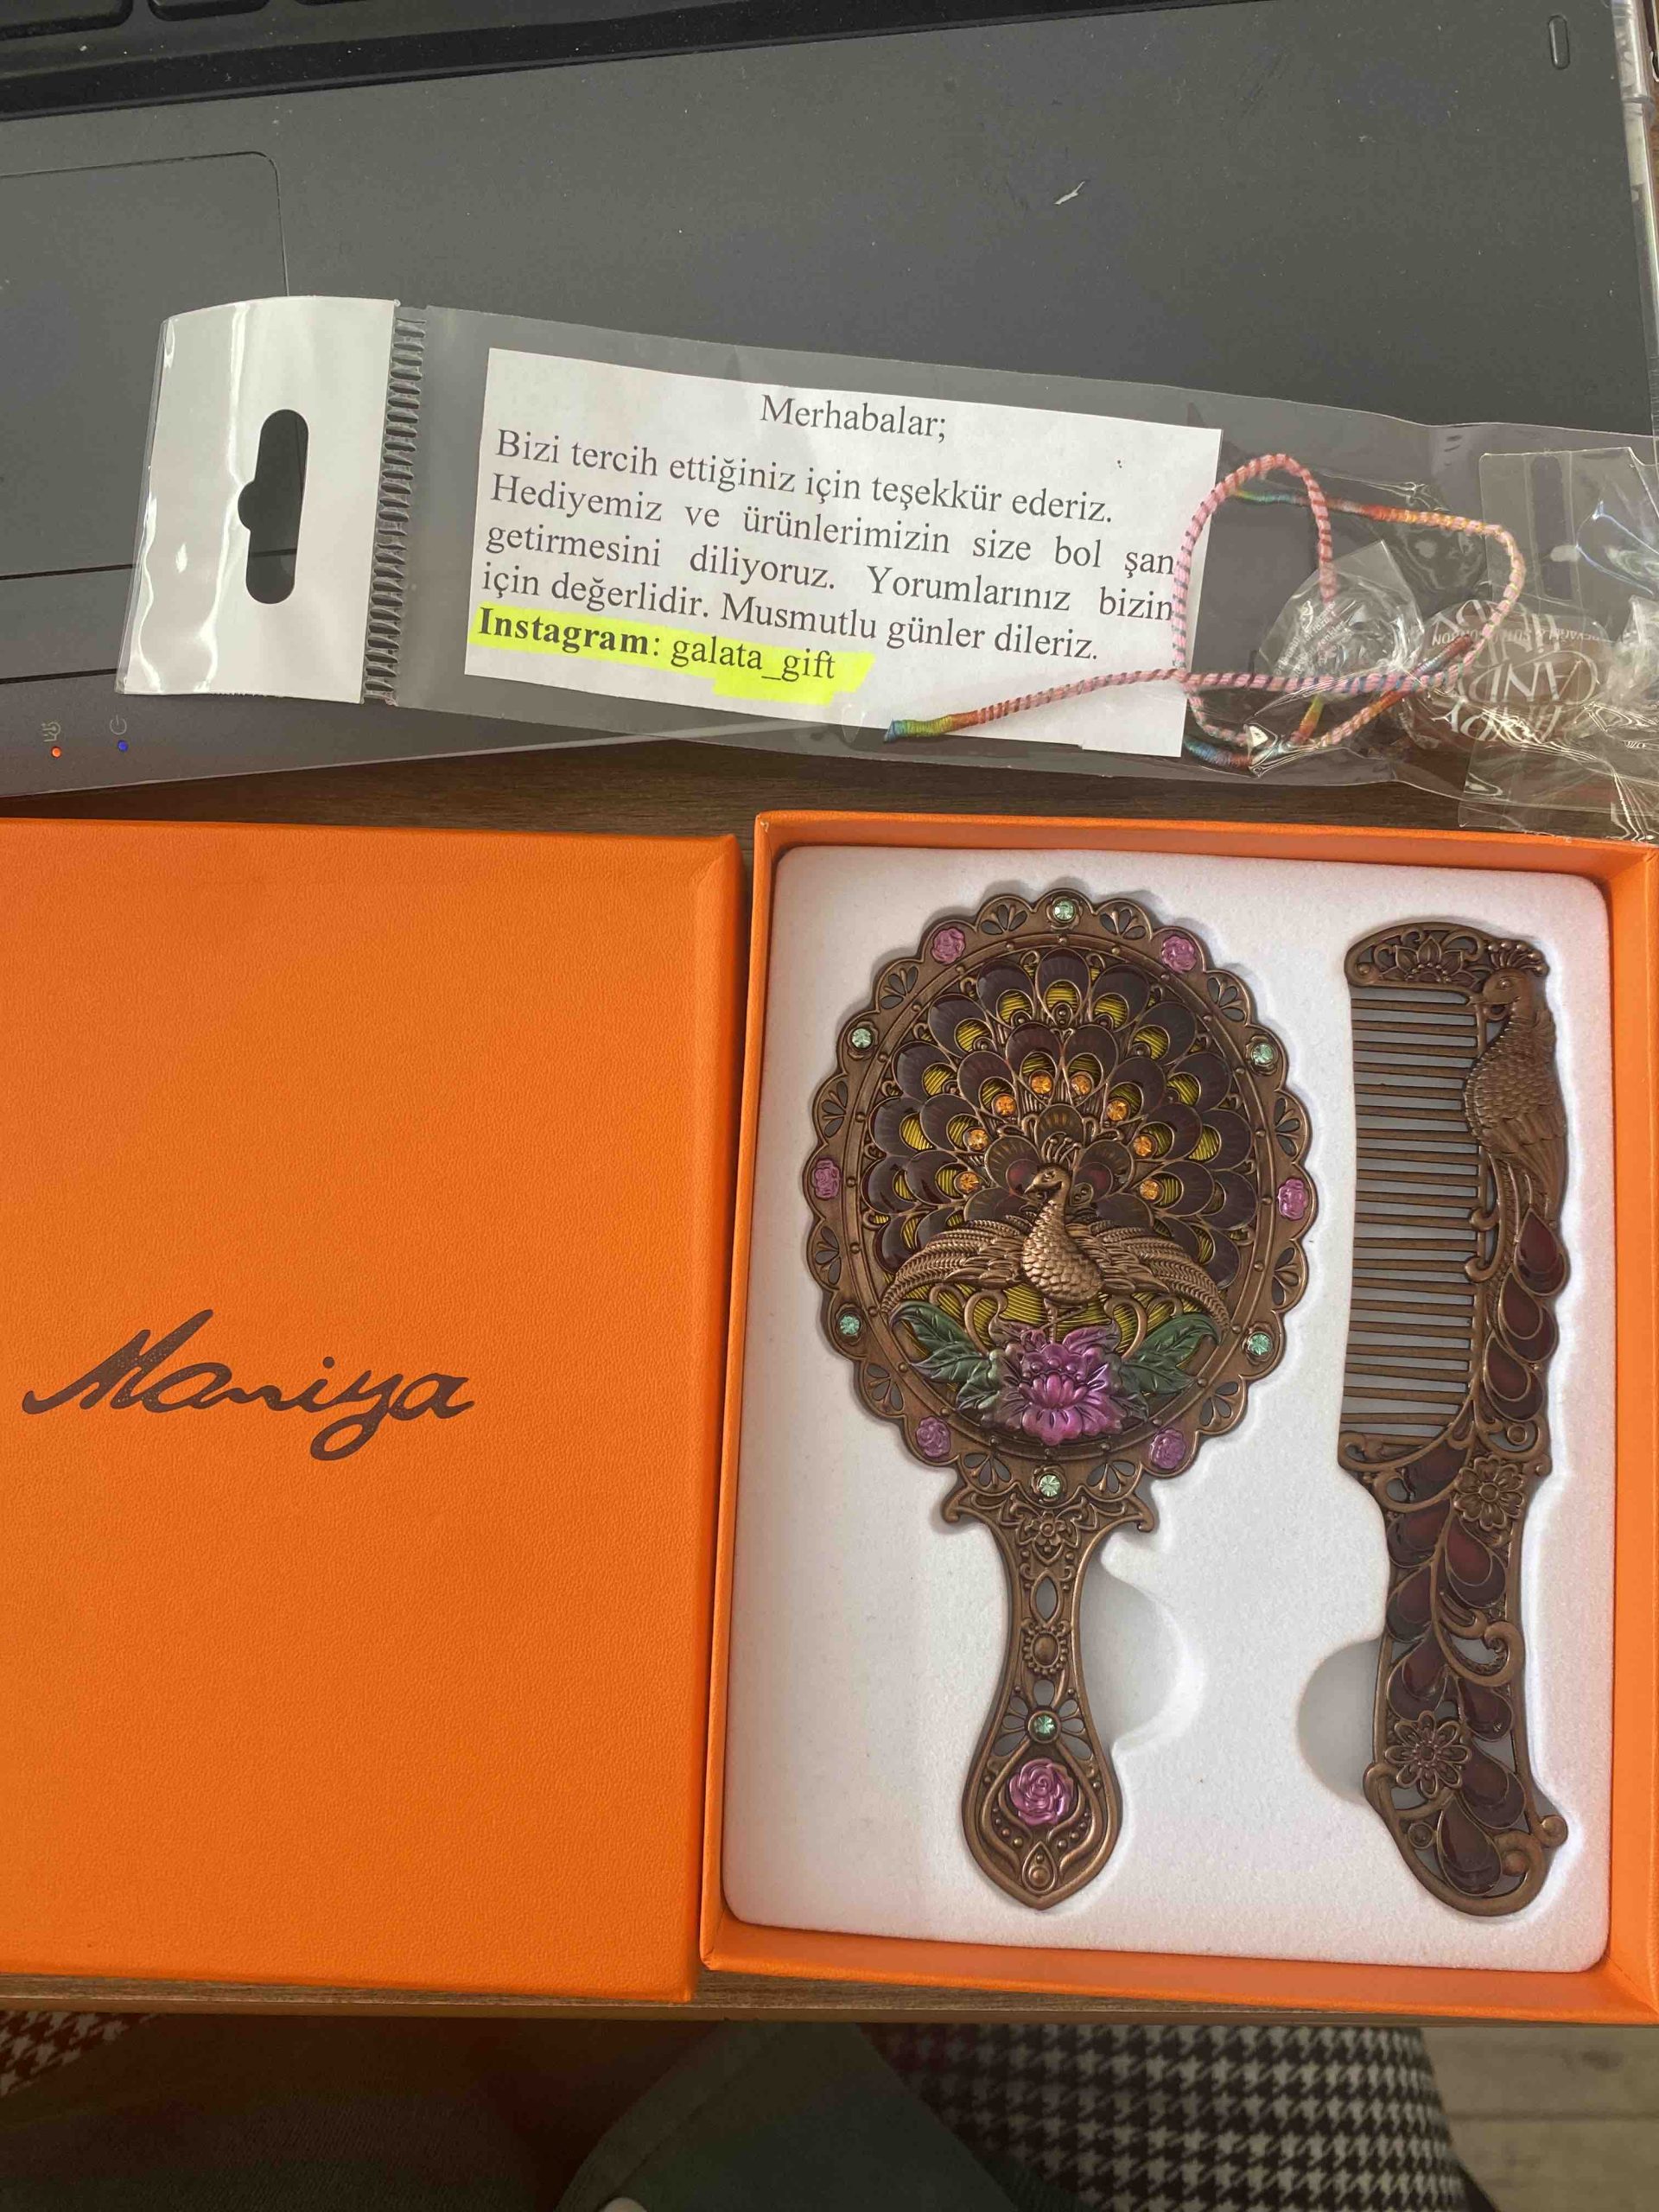 Merhabalar;
Bizi tercih ettiğiniz için teşekkür ederiz.
Hediyemiz ve ürünlerimizin size bol şan
getirmesini diliyoruz. Yorumlarınız bizim
için değerlidir. Musmutlu günler dileriz.
Instagram: galata_gift
Maniya